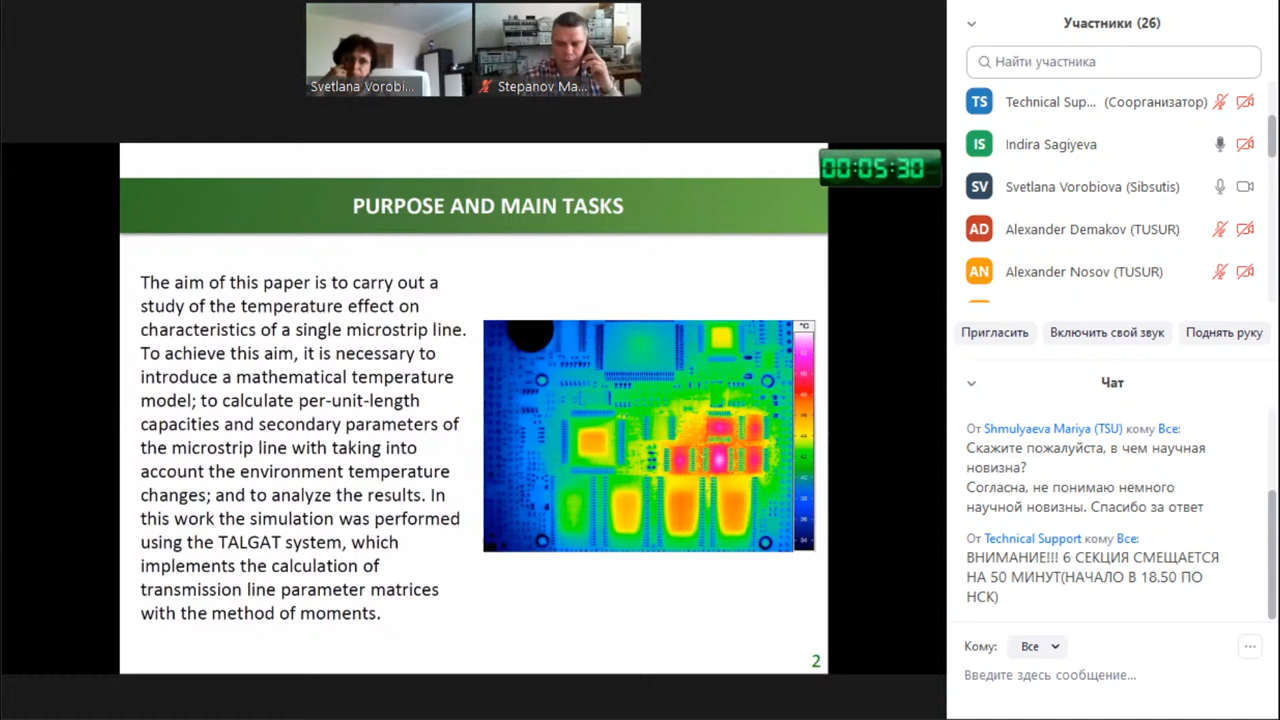 Svetlana Vorobi...
Stepanov Ma...
00:05:30
PURPOSE AND MAIN TASKS
The aim of this paper is to carry out a
study of the temperature effect on
characteristics of a single microstrip line.
To achieve this aim, it is necessary to
introduce a mathematical temperature
model; to calculate per-unit-length
capacities and secondary parameters of
the microstrip line with taking into
account the environment temperature
changes; and to analyze the results. In
this work the simulation was performed
using the TALGAT system, which
implements the calculation of
transmission line parameter matrices
with the method of moments.
°C
2
Участники (26)
Найти участника
TS Technical Sup... (Соорганизатор)
IS Indira Sagiyeva
SV Svetlana Vorobiova (Sibsutis)
AD Alexander Demakov (TUSUR)
AN Alexander Nosov (TUSUR)
Пригласить Включить свой звук Поднять руку
Чат
От Shmulyaeva Mariya (TSU) кому Все:
Скажите пожалуйста, в чем научная
новизна?
Согласна, не понимаю немного
научной новизны. Спасибо за ответ
От Technical Support кому Все:
ВНИМАНИЕ!!! 6 СЕКЦИЯ СМЕЩАЕТСЯ
НА 50 МИНУТ(НАЧАЛО В 18.50 ПО
НСК)
Кому: Все
Введите здесь сообщение...